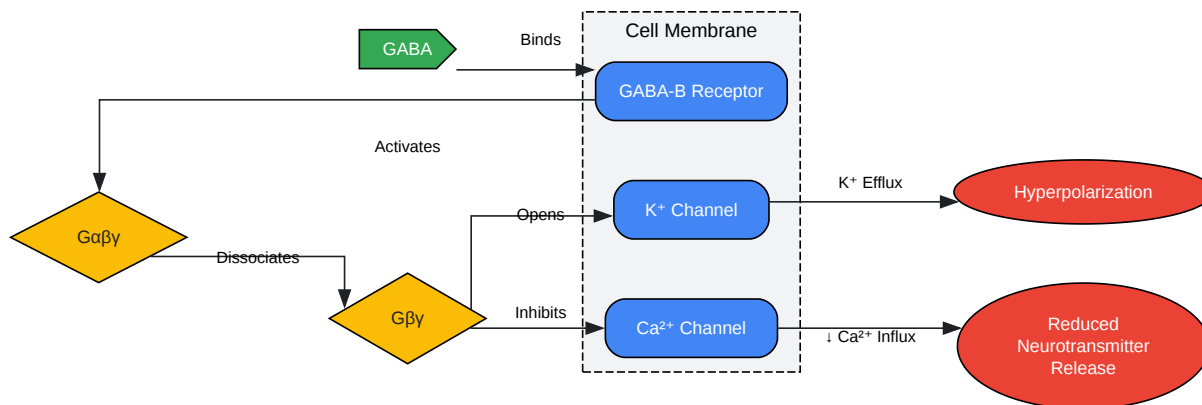 Cell Membrane
GABA
Binds
GABA-B Receptor
Activates
Gαβγ
Dissociates
Gβγ
Opens
K⁺ Channel
K⁺ Efflux
Hyperpolarization
Inhibits
Ca²⁺ Channel
↓ Ca²⁺ Influx
Reduced
Neurotransmitter
Release